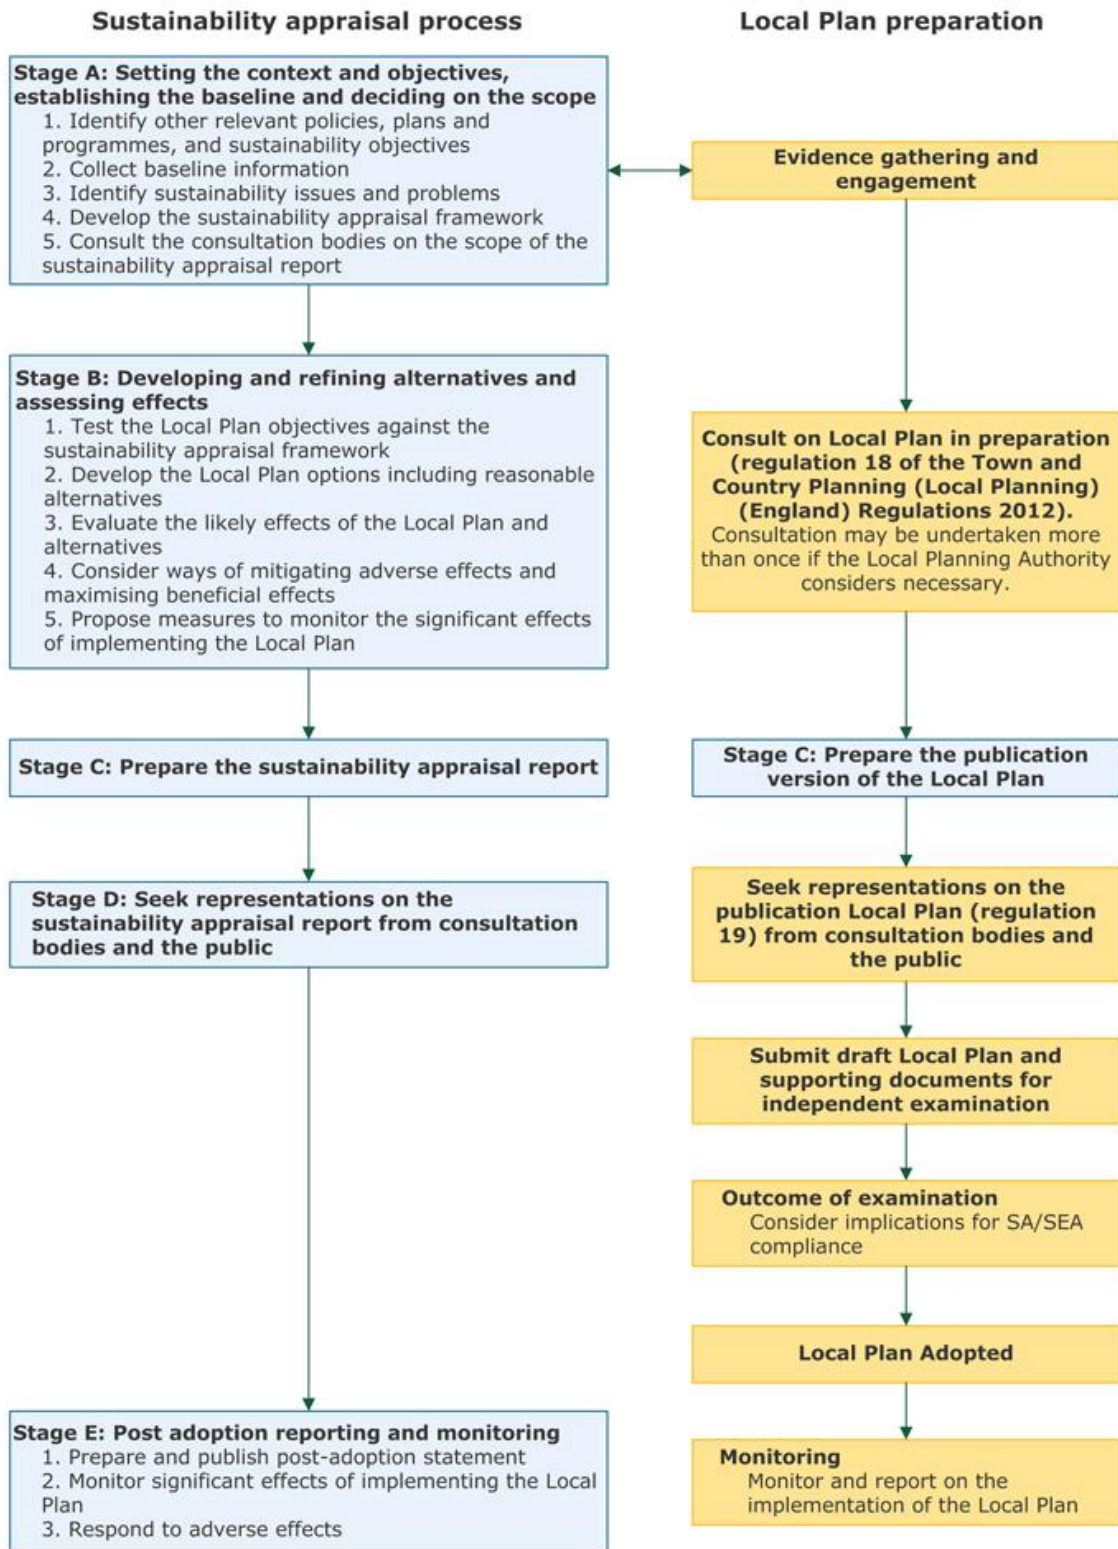 Sustainability appraisal process
Local Plan preparation
Stage A: Setting the context and objectives,
establishing the baseline and deciding on the scope
1. Identify other relevant policies, plans and
programmes, and sustainability objectives
2. Collect baseline information
3. Identify sustainability issues and problems
4. Develop the sustainability appraisal framework
5. Consult the consultation bodies on the scope of the
sustainability appraisal report
Evidence gathering and
engagement
Stage B: Developing and refining alternatives and
assessing effects
1. Test the Local Plan objectives against the
sustainability appraisal framework
2. Develop the Local Plan options including reasonable
alternatives
3. Evaluate the likely effects of the Local Plan and
alternatives
4. Consider ways of mitigating adverse effects and
maximising beneficial effects
5. Propose measures to monitor the significant effects
of implementing the Local Plan
Consult on Local Plan in preparation
(regulation 18 of the Town and
Country Planning (Local Planning)
(England) Regulations 2012).
Consultation may be undertaken more
than once if the Local Planning Authority
considers necessary.
Stage C: Prepare the sustainability appraisal report
Stage C: Prepare the publication
version of the Local Plan
Stage D: Seek representations on the
sustainability appraisal report from consultation
bodies and the public
Seek representations on the
publication Local Plan (regulation
19) from consultation bodies and
the public
Submit draft Local Plan and
supporting documents for
independent examination
Outcome of examination
Consider implications for SA/SEA
compliance
Local Plan Adopted
Stage E: Post adoption reporting and monitoring
1. Prepare and publish post-adoption statement
2. Monitor significant effects of implementing the Local
Plan
3. Respond to adverse effects
Monitoring
Monitor and report on the
implementation of the Local Plan